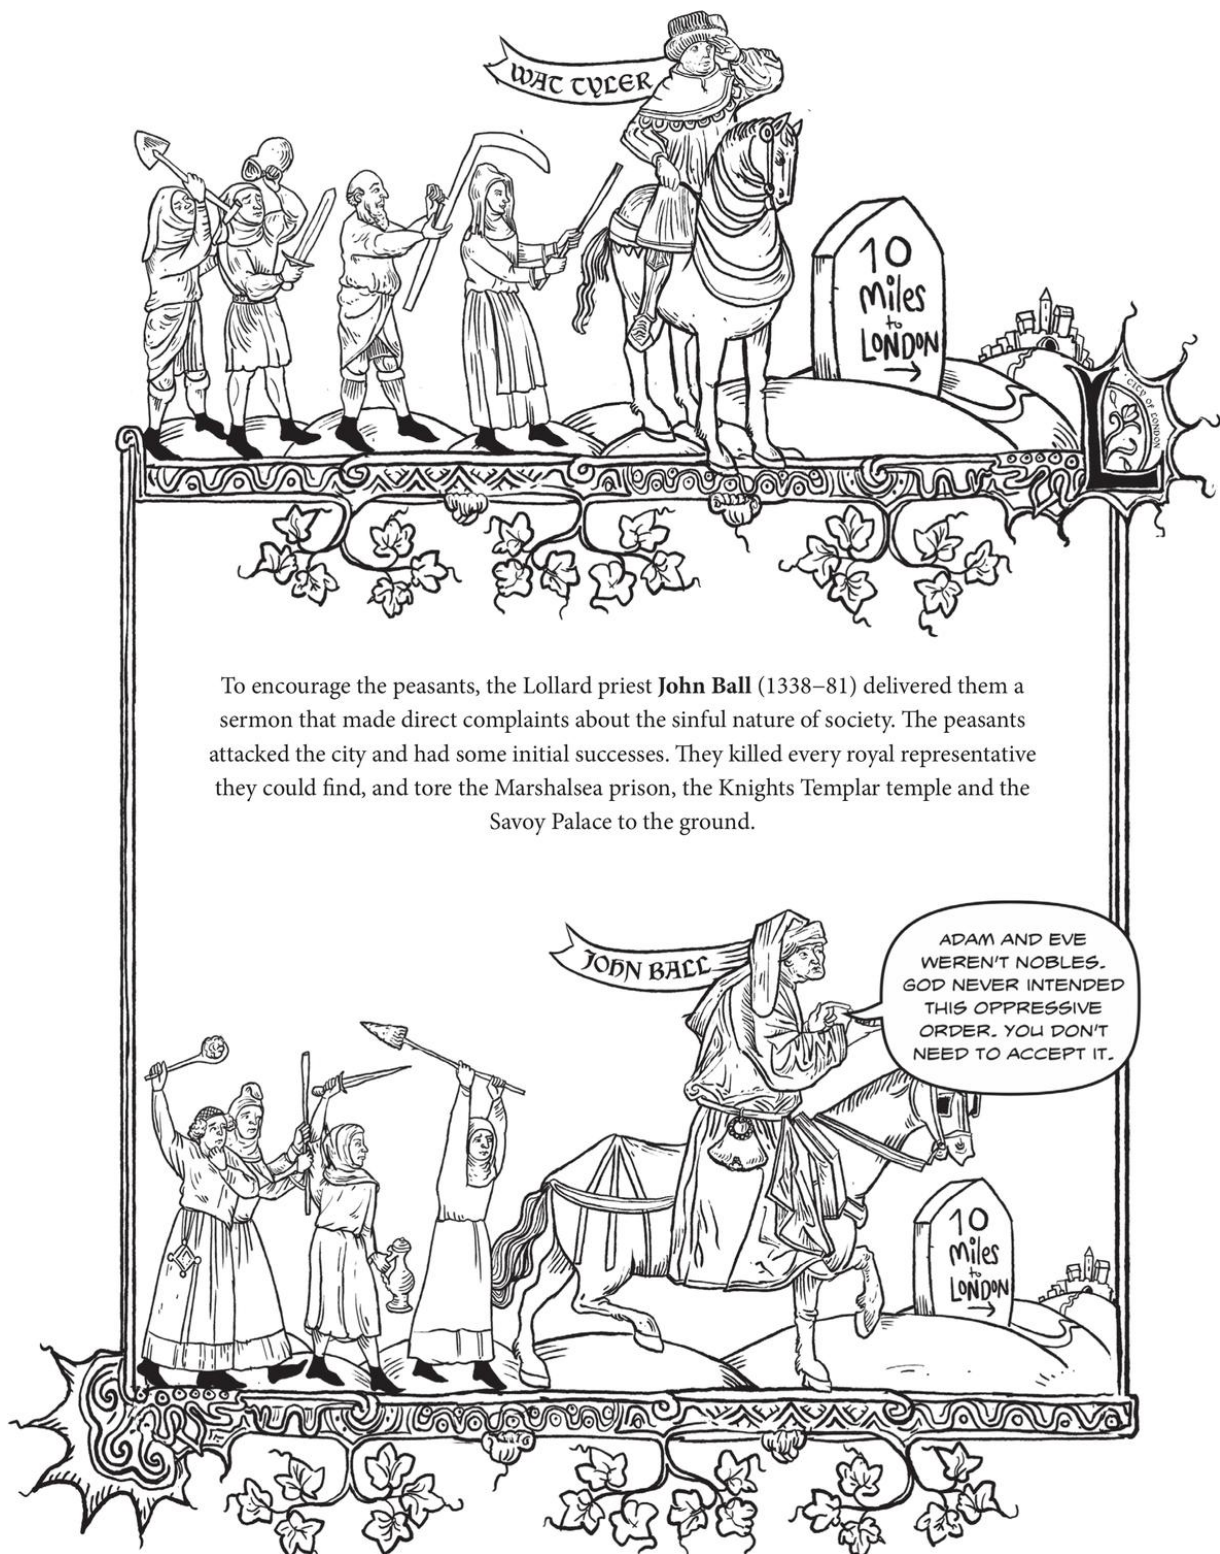 WAT TYLER
10
Miles
to
LONDON
L
CITY OF LONDON
To encourage the peasants, the Lollard priest John Ball (1338–81) delivered them a
sermon that made direct complaints about the sinful nature of society. The peasants
attacked the city and had some initial successes. They killed every royal representative
they could find, and tore the Marshalsea prison, the Knights Templar temple and the
Savoy Palace to the ground.
JOHN BALL
ADAM AND EVE
WEREN'T NOBLES.
GOD NEVER INTENDED
THIS OPPRESSIVE
ORDER. YOU DON'T
NEED TO ACCEPT IT.
10
Miles
to
LONDON